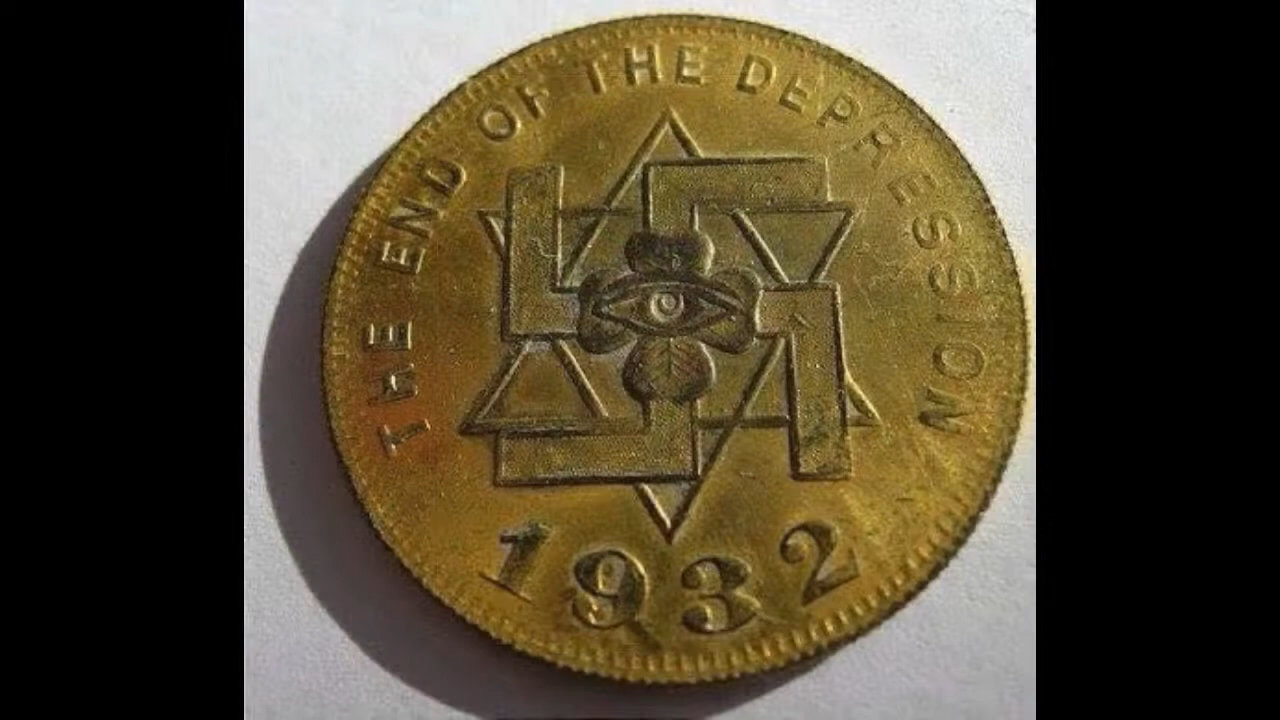 THE END OF THE DEPRESSION
1932